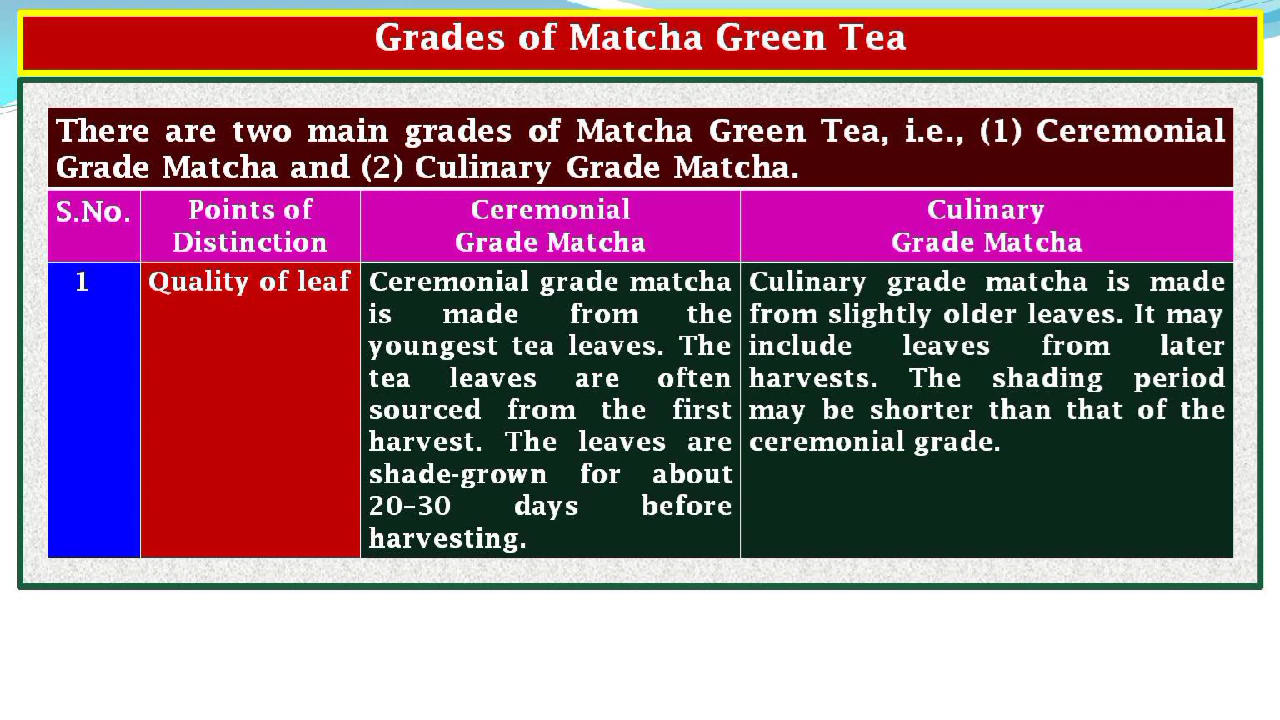 Grades of Matcha Green Tea
There are two main grades of Matcha Green Tea, i.e., (1) Ceremonial
Grade Matcha and (2) Culinary Grade Matcha.
S.No.
Points of
Distinction
Ceremonial
Grade Matcha
Culinary
Grade Matcha
1
Quality of leaf
Ceremonial grade matcha
is made from the
youngest tea leaves. The
tea leaves are often
sourced from the first
harvest. The leaves are
shade-grown for about
20–30 days before
harvesting.
Culinary grade matcha is made
from slightly older leaves. It may
include leaves from later
harvests. The shading period
may be shorter than that of the
ceremonial grade.